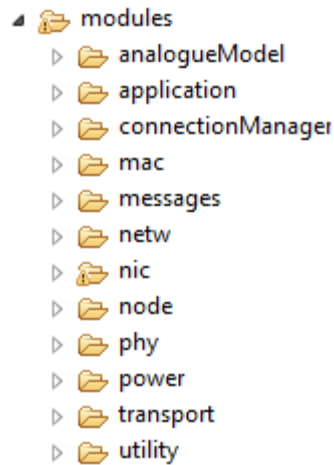 modules
analogueModel
application
connectionManager
mac
messages
netw
nic
node
phy
power
transport
utility